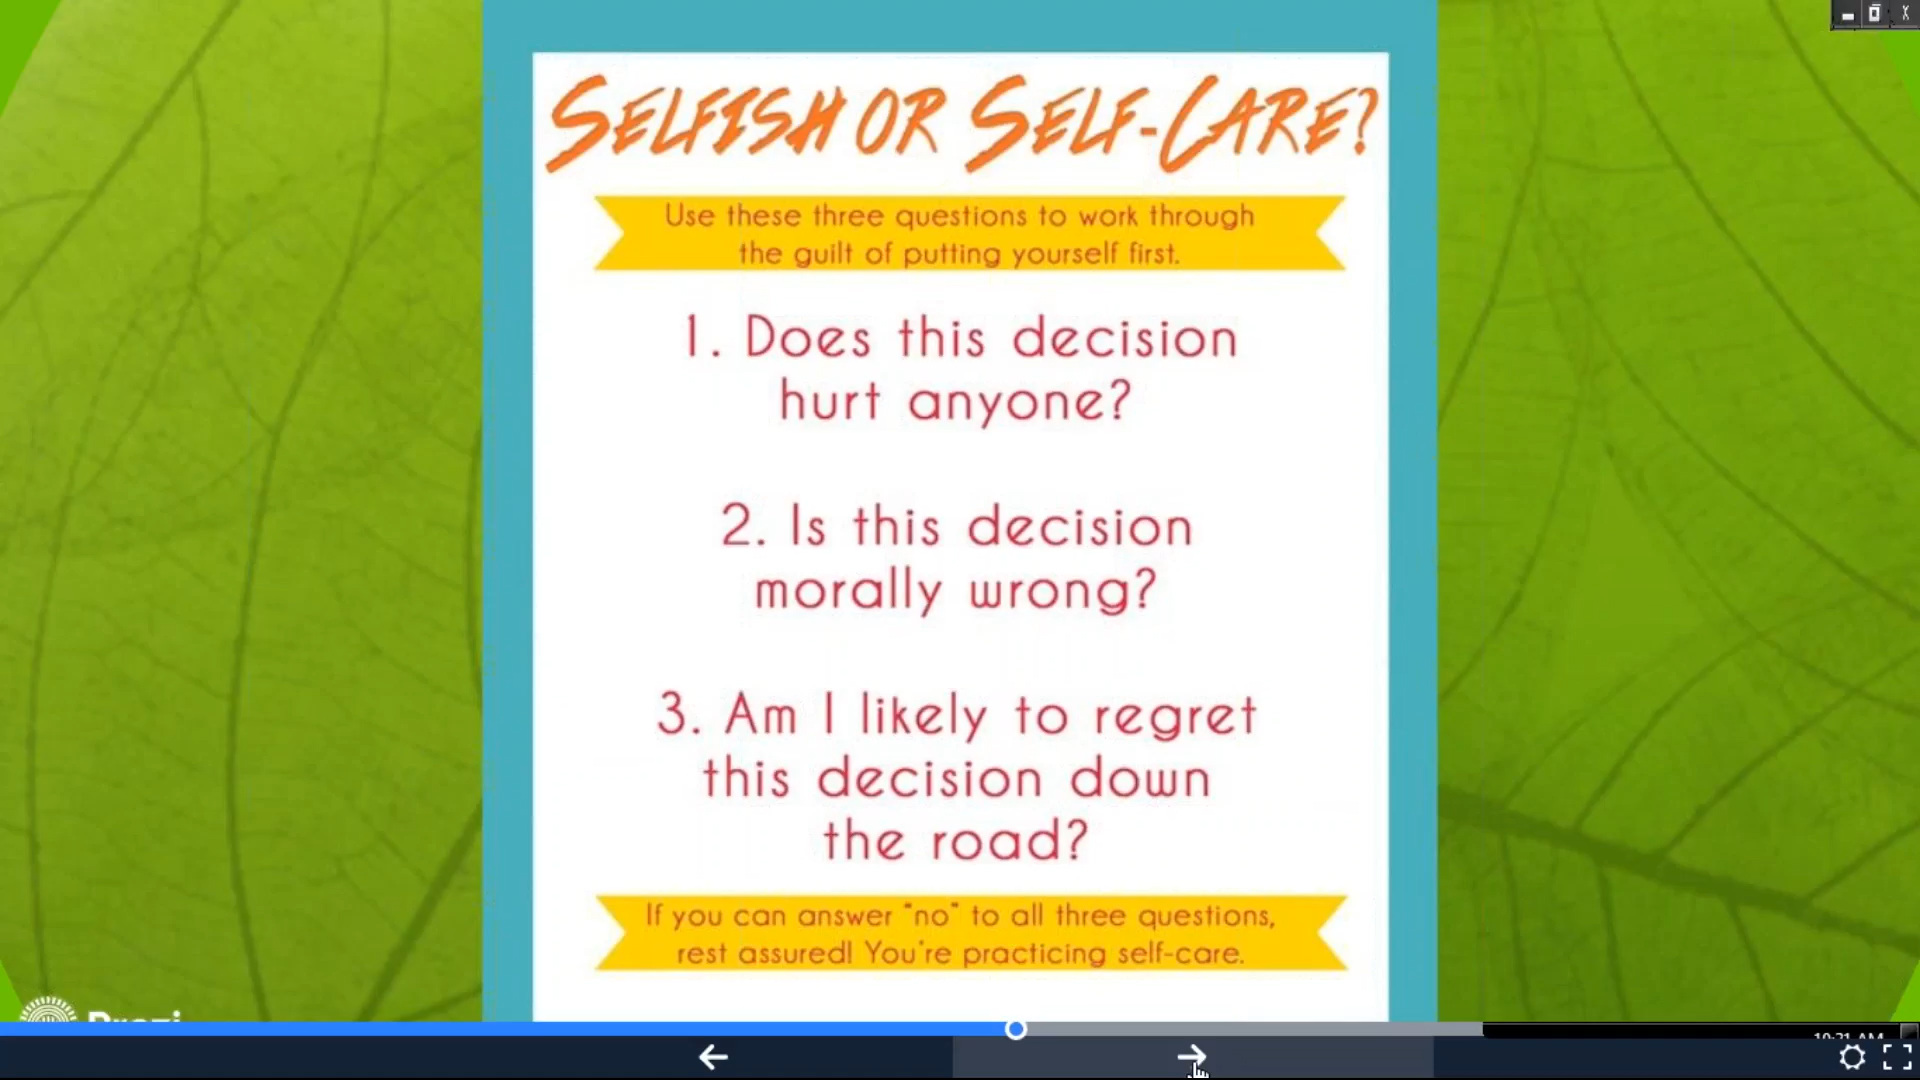 SELFISH OR SELF-CARE?
Use these three questions to work through
the guilt of putting yourself first.
1. Does this decision
hurt anyone?
2. Is this decision
morally wrong?
3. Am I likely to regret
this decision down
the road?
If you can answer "no" to all three questions,
rest assured! You're practicing self-care.
Prezi